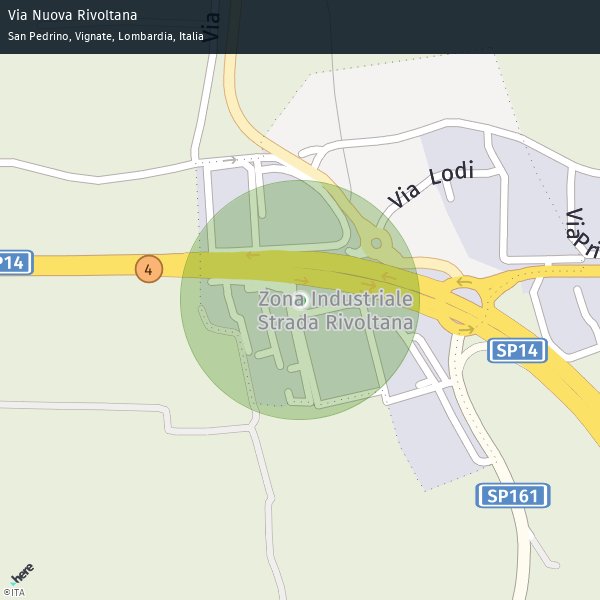 Via Nuova Rivoltana
San Pedrino, Vignate, Lombardia, Italia
Via
Via Lodi
Via
Pri
P14
4
Zona Industriale
Strada Rivoltana
SP14
SP161
here
©ITA